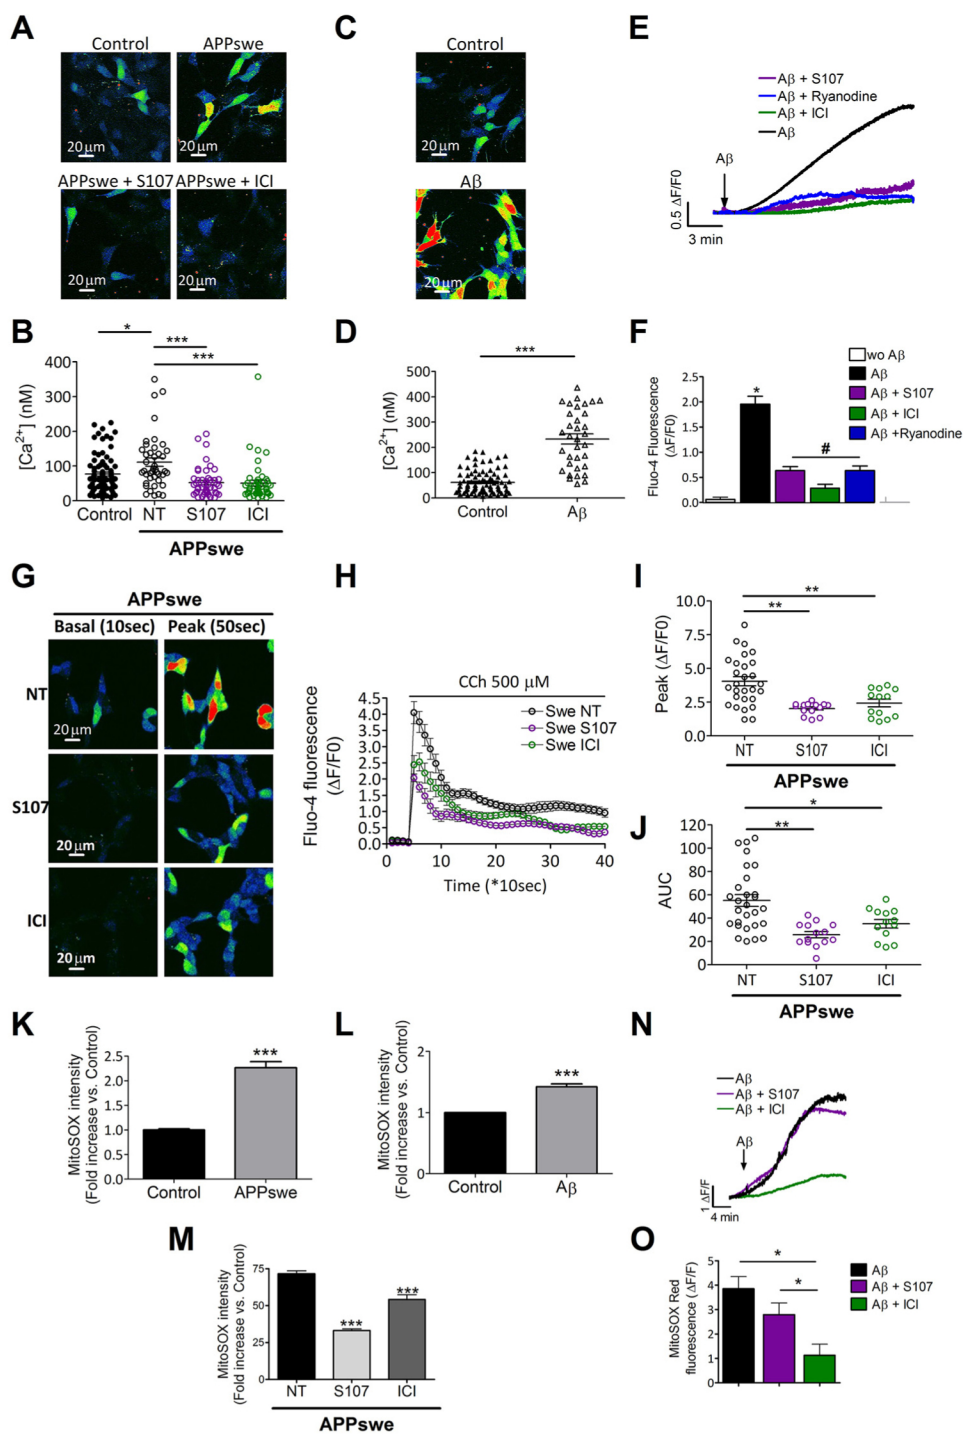 A
Control
APPswe
20 μm
20 μm
APPswe + S107
APPswe + ICI
20 μm
20 μm
C
Control
20 μm
Aβ
20 μm
E
Aβ + S107
Aβ + Ryanodine
Aβ + ICI
Aβ
Aβ
0.5 ΔF/F0
3 min
B
[Ca2+] (nM)
400
300
200
100
0
*
***
***
Control
NT
S107
ICI
APPswe
D
[Ca2+] (nM)
500
400
300
200
100
0
***
Control
Aβ
F
wo Aβ
Aβ
Aβ + S107
Aβ + ICI
Aβ +Ryanodine
Fluo-4 Fluorescence
(ΔF/F0)
2.5
2.0
1.5
1.0
0.5
0.0
*
#
G
APPswe
Basal (10sec)
Peak (50sec)
NT
20 μm
S107
20 μm
ICI
20 μm
H
CCh 500 μM
Swe NT
Swe S107
Swe ICI
Fluo-4 fluorescence
(ΔF/F0)
4.5
4.0
3.5
3.0
2.5
2.0
1.5
1.0
0.5
0.0
0
10
20
30
40
Time (*10sec)
I
Peak (ΔF/F0)
10.0
7.5
5.0
2.5
0.0
**
**
NT
S107
ICI
APPswe
J
AUC
120
100
80
60
40
20
0
*
**
NT
S107
ICI
APPswe
K
MitoSOX intensity
(Fold increase vs. Control)
2.5
2.0
1.5
1.0
0.5
0.0
***
Control
APPswe
L
MitoSOX intensity
(Fold increase vs. Control)
2
1
0
***
Control
Aβ
N
Aβ
Aβ + S107
Aβ + ICI
Aβ
1 ΔF/F
4 min
M
MitoSOX intensity
(Fold increase vs. Control)
75
50
25
0
***
***
NT
S107
ICI
APPswe
O
MitoSOX Red
fluorescence (ΔF/F)
5
4
3
2
1
0
*
*
Aβ
Aβ + S107
Aβ + ICI